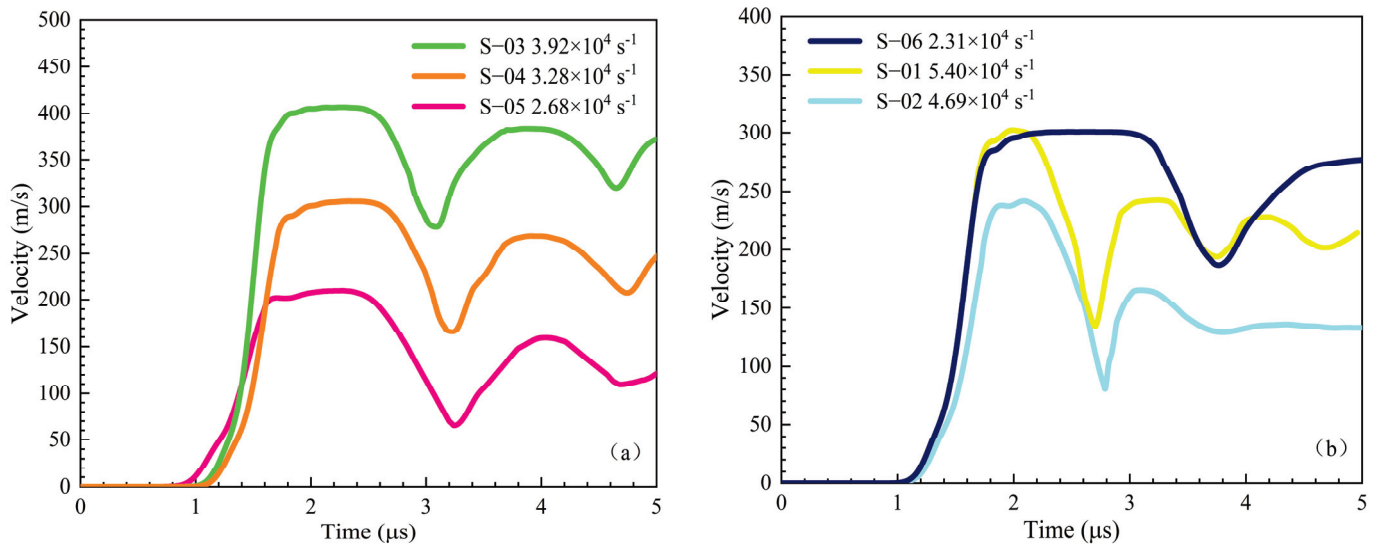 500
450
400
350
300
250
200
150
100
50
0
Velocity (m/s)
S−03 3.92×10⁴ s⁻¹
S−04 3.28×10⁴ s⁻¹
S−05 2.68×10⁴ s⁻¹
(a)
0 1 2 3 4 5
Time (μs)
400
350
300
250
200
150
100
50
0
Velocity (m/s)
S−06 2.31×10⁴ s⁻¹
S−01 5.40×10⁴ s⁻¹
S−02 4.69×10⁴ s⁻¹
(b)
0 1 2 3 4 5
Time (μs)